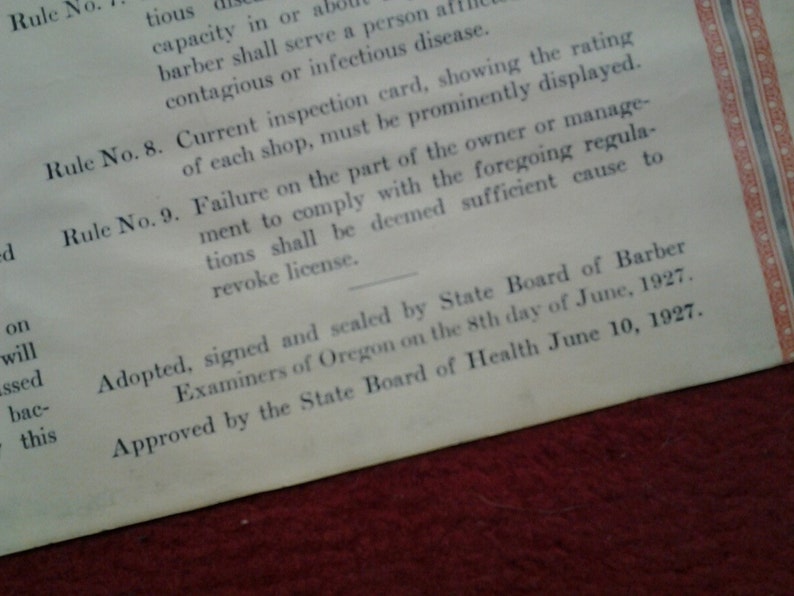 Rule No. 7.
tious
capacity in or about
barber shall serve a person
contagious or infectious disease.
Rule No. 8. Current inspection card, showing the rating
of each shop, must be prominently displayed.
Rule No. 9. Failure on the part of the owner or manage-
ment to comply with the foregoing regula-
tions shall be deemed sufficient cause to
revoke license.
Adopted, signed and sealed by State Board of Barber
Examiners of Oregon on the 8th day of June, 1927.
Approved by the State Board of Health June 10, 1927.
on
will
bac-
this